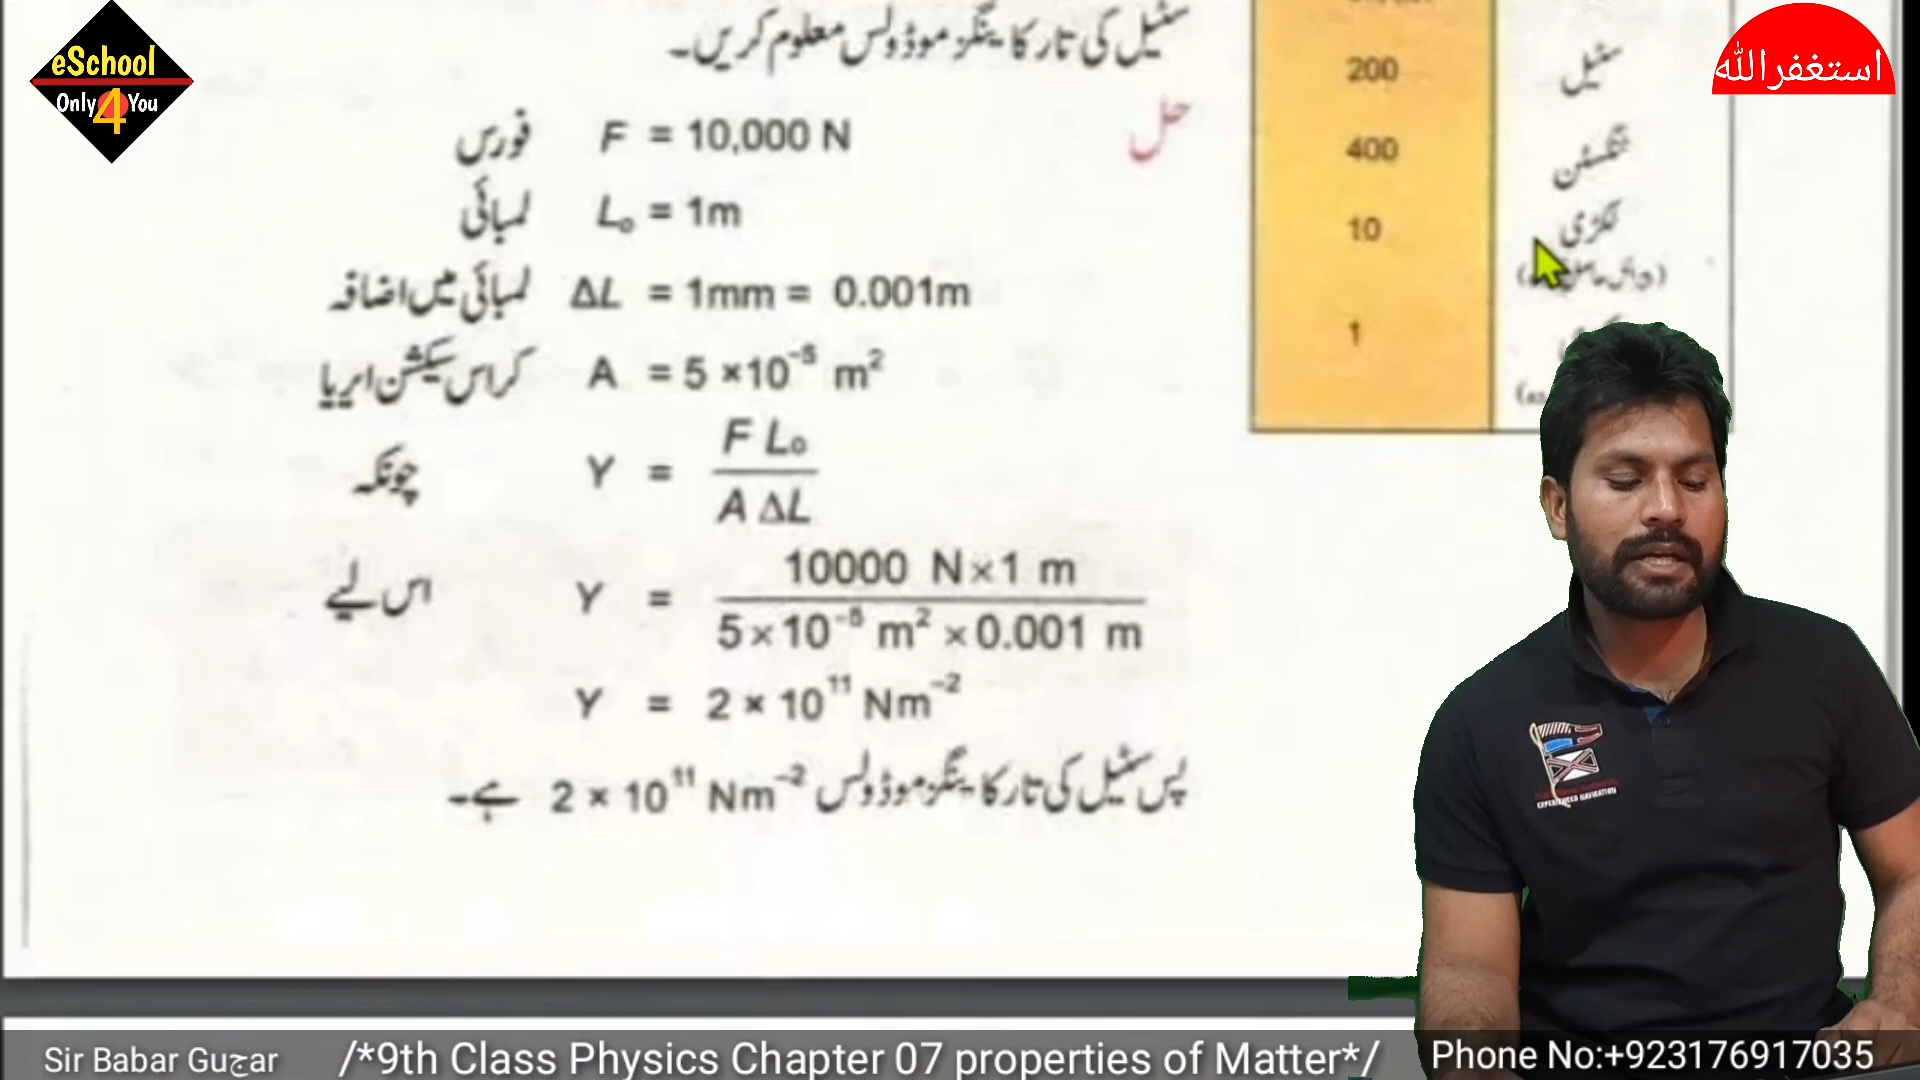 eSchool
Only 4 You
استغفرالله
سٹیل کی تار کا ینگز موڈولس معلوم کریں۔
حل
فورس F = 10,000 N
لمبائی L₀ = 1m
لمبائی میں اضافہ ΔL = 1mm = 0.001m
کراس سیکشن ایریا A = 5 ×10⁻⁵ m²
چونکہ Y = F L₀ / A ΔL
اس لیے Y = 10000 N×1 m / 5×10⁻⁵ m² ×0.001 m
Y = 2 × 10¹¹ Nm⁻²
پس سٹیل کی تار کا ینگز موڈولس 2 × 10¹¹ Nm⁻² ہے۔
200 سٹیل
400 ٹنگسٹن
10 لکڑی
1
EXPERIENCED NAVIGATION
Sir Babar Guجar
/*9th Class Physics Chapter 07 properties of Matter*/
Phone No:+923176917035